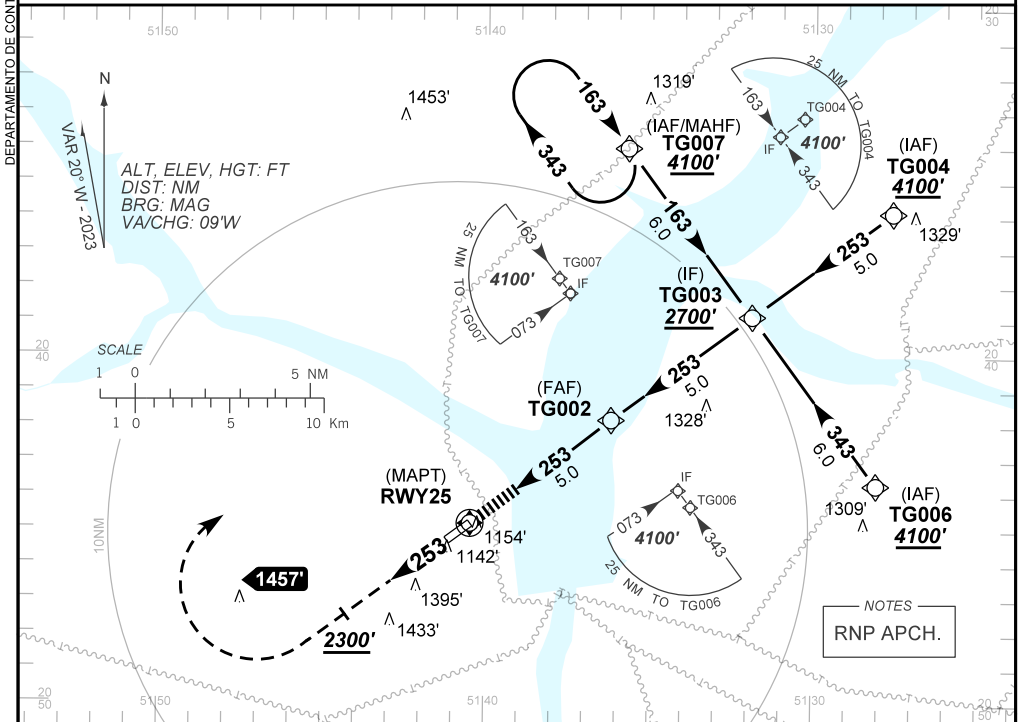 DEPARTAMENTO DE CONT
51 50
51 40
51 30
20 30
N
VAR 20° W - 2023
ALT, ELEV, HGT: FT
DIST: NM
BRG: MAG
VA/CHG: 09'W
1453'
163
343
1319'
(IAF/MAHF)
TG007
4100'
25 NM TO TG004
163
TG004
IF
4100'
343
(IAF)
TG004
4100'
1329'
163
6.0
253
5.0
25 NM TO TG007
163
TG007
4100'
073
(IF)
TG003
2700'
20 40
20 40
SCALE
1 0 5 NM
1 0 5 10 Km
253
5.0
1328'
(FAF)
TG002
253
5.0
343
6.0
(MAPT)
RWY25
1154'
1142'
253
IF
TG006
073
4100'
343
25 NM TO TG006
(IAF)
TG006
4100'
1309'
10NM
1457'
1395'
1433'
2300'
NOTES
RNP APCH.
20 50
51 50
51 40
51 30
20 50